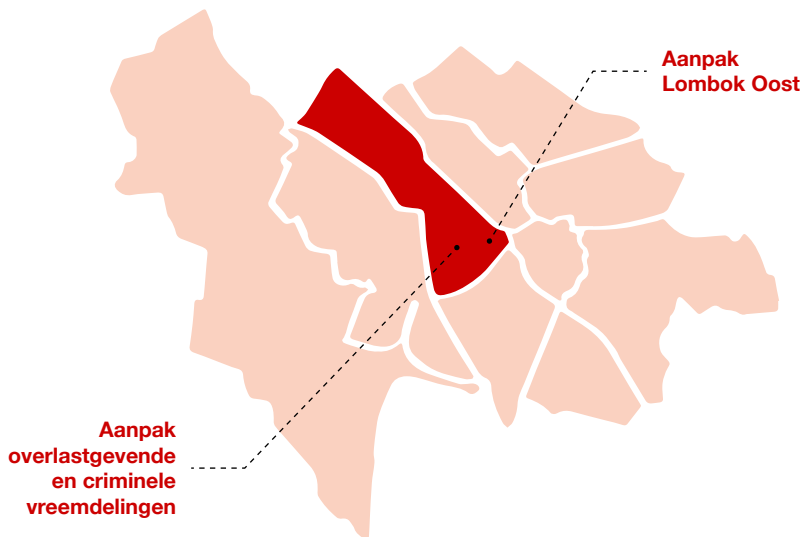 Aanpak
Lombok Oost
Aanpak
overlastgevende
en criminele
vreemdelingen